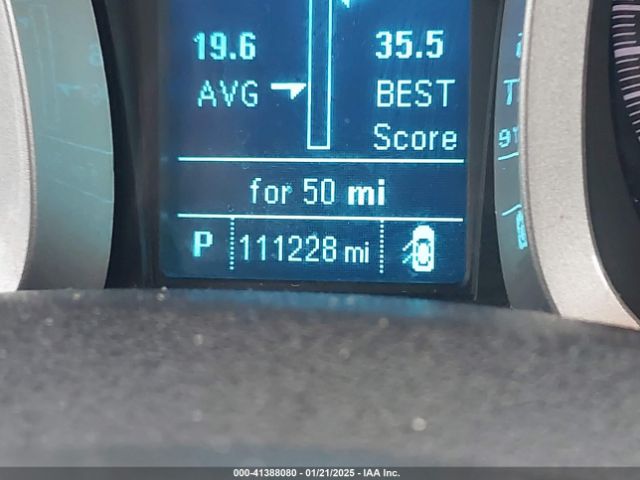 19.6 35.5
AVG BEST
Score
for 50 mi
P 111228 mi
000-41388080 - 01/21/2025 - IAA Inc.